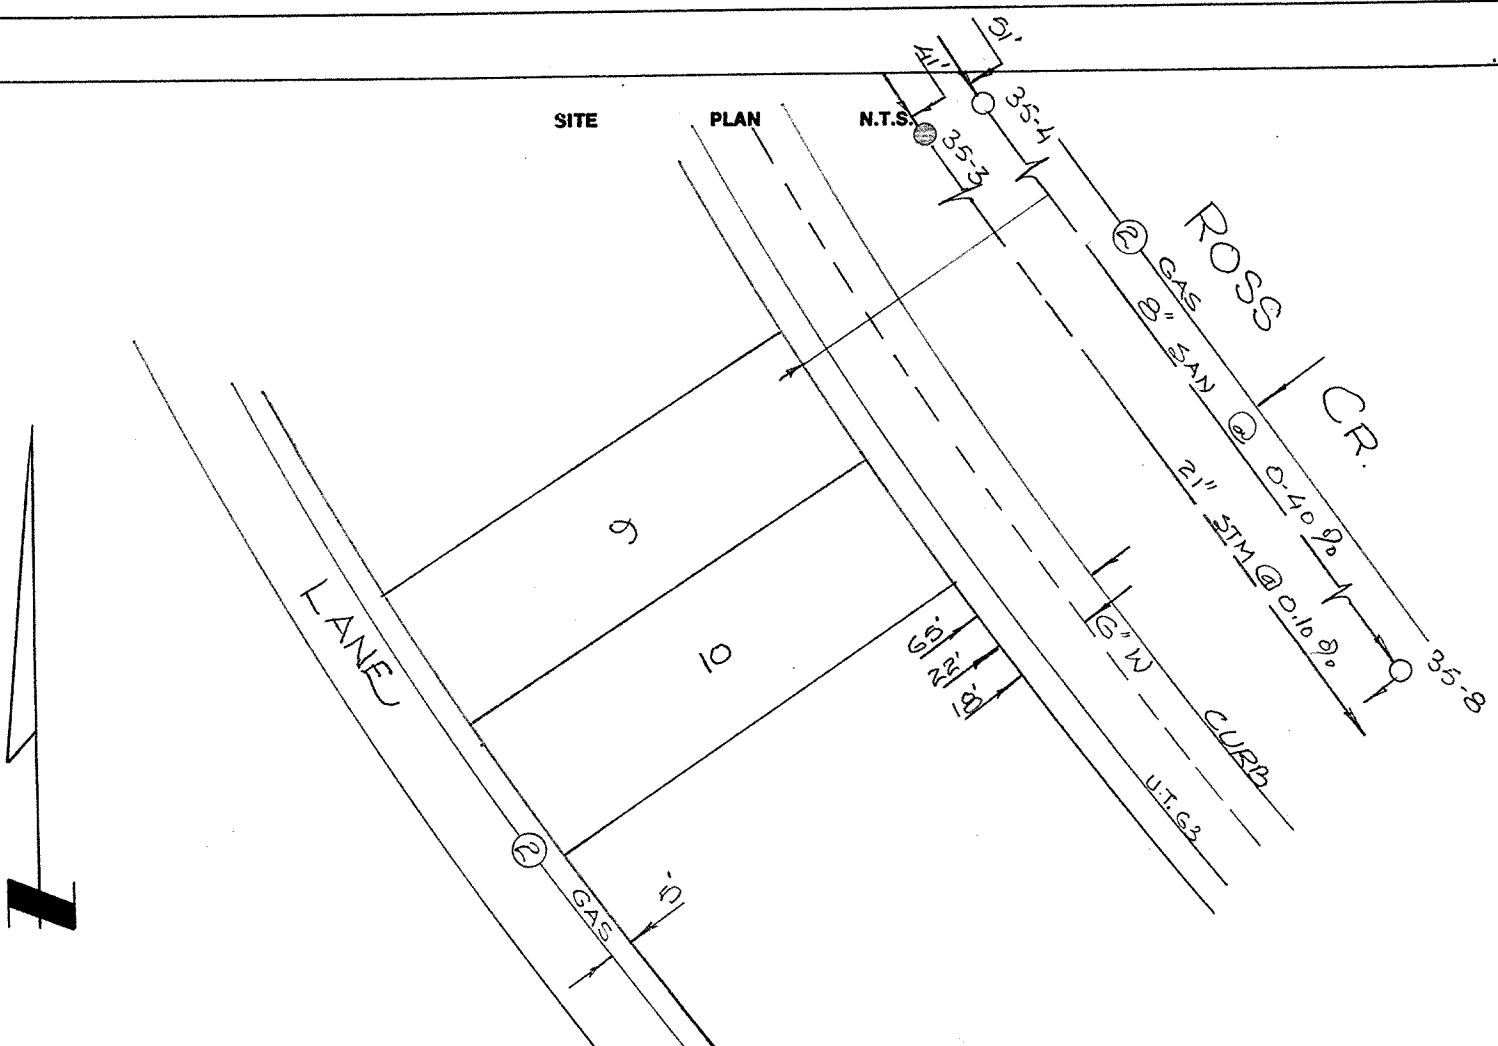 51'
41'
SITE PLAN N.T.S.
35-4
35-3
ROSS CR.
2 GAS
8" SAN @ 0.40 %
21" STM @ 0.10 %
35-8
9
10
LANE
65'
22'
18'
6" W
CURB
U.T. 63
2 GAS
5'